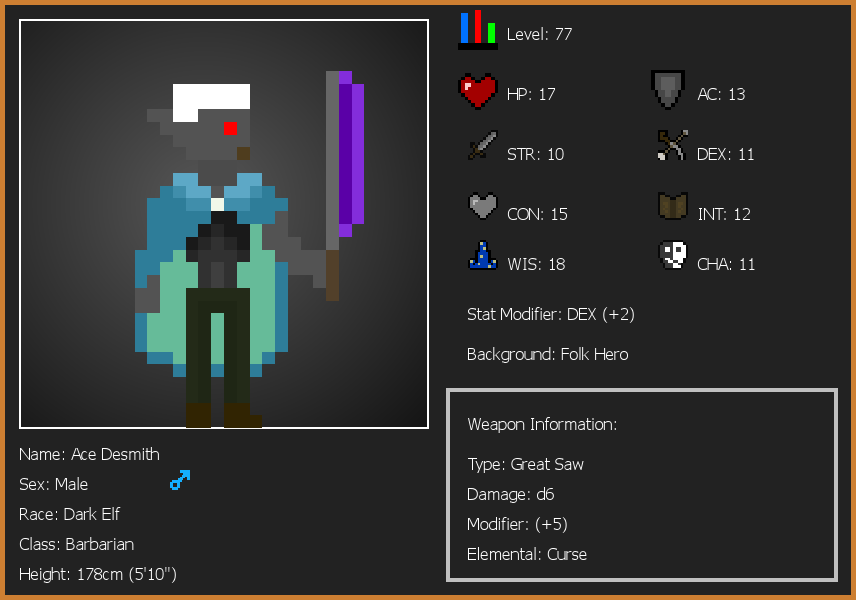 Level: 77
HP: 17
AC: 13
STR: 10
DEX: 11
CON: 15
INT: 12
WIS: 18
CHA: 11
Stat Modifier: DEX (+2)
Background: Folk Hero
Weapon Information:
Type: Great Saw
Damage: d6
Modifier: (+5)
Elemental: Curse
Name: Ace Desmith
Sex: Male
Race: Dark Elf
Class: Barbarian
Height: 178cm (5'10")